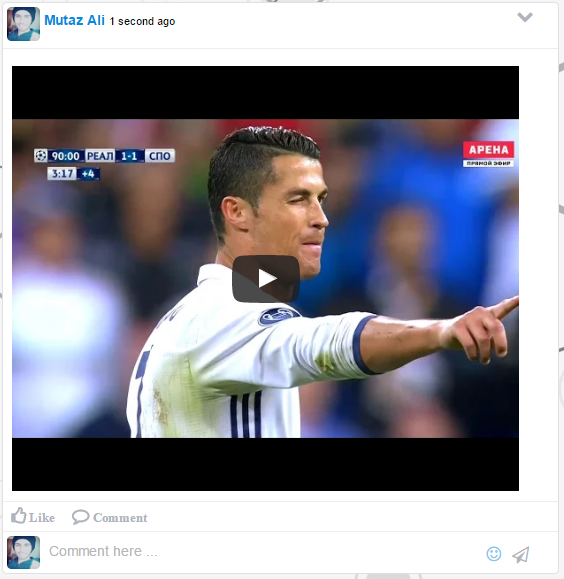 Mutaz Ali 1 second ago
90:00 РЕАЛ 1-1 СПО
3:17 +4
АРЕНА
ПРЯМОЙ ЭФИР
Like Comment
Comment here ...